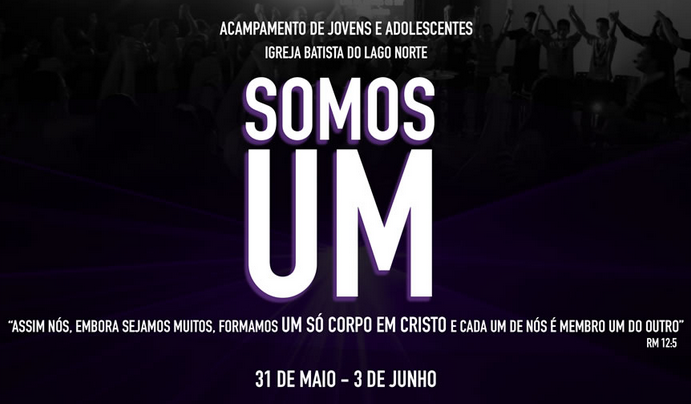 ACAMPAMENTO DE JOVENS E ADOLESCENTES
IGREJA BATISTA DO LAGO NORTE
SOMOS
UM
“ASSIM NÓS, EMBORA SEJAMOS MUITOS, FORMAMOS UM SÓ CORPO EM CRISTO E CADA UM DE NÓS É MEMBRO UM DO OUTRO”
RM 12:5
31 DE MAIO - 3 DE JUNHO